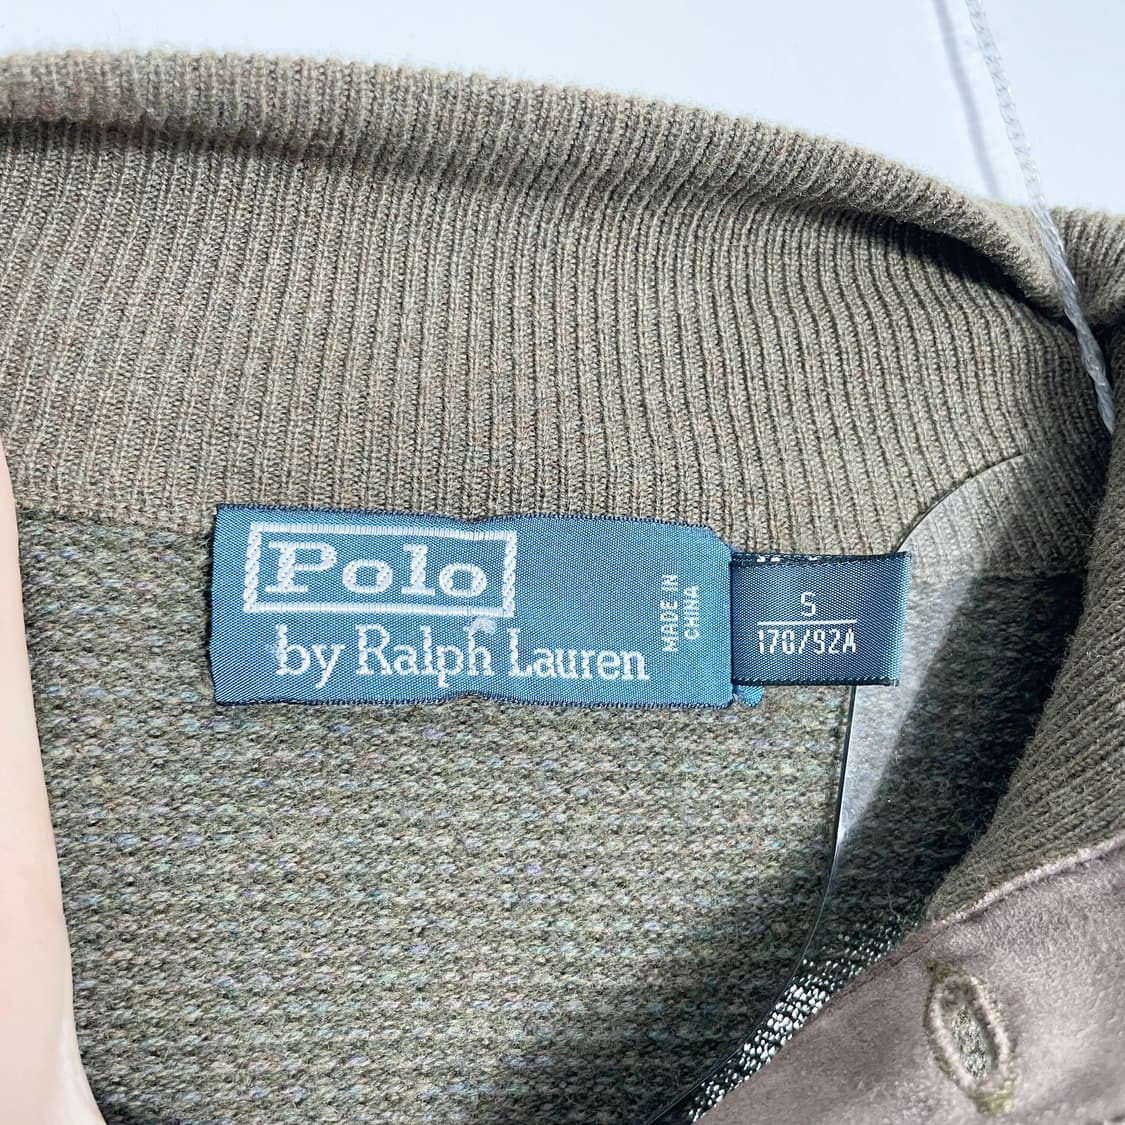 Polo
by Ralph Lauren
MADE IN
CHINA
S
170/92A